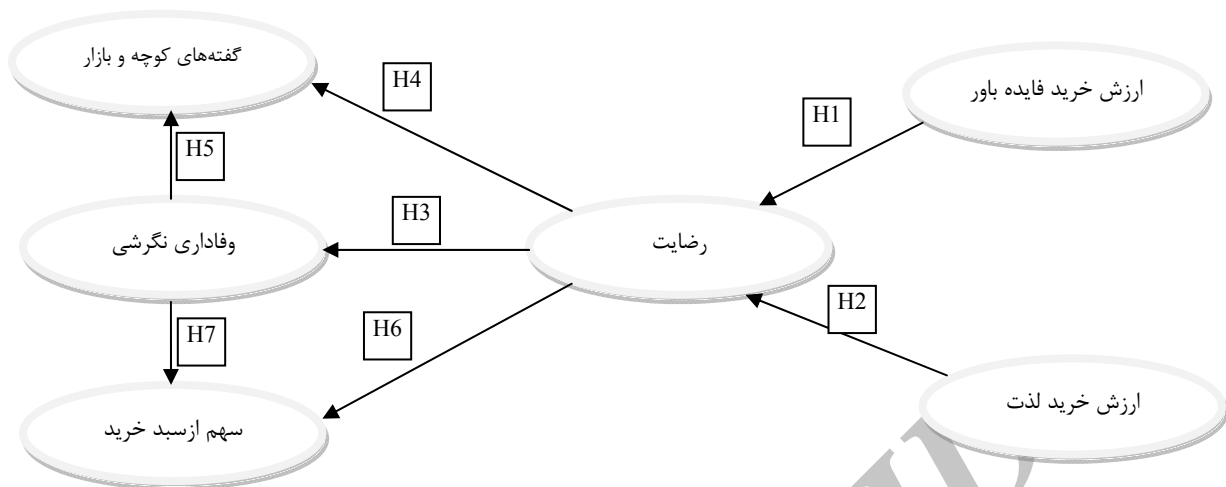 گفته‌های کوچه و بازار
H4
ارزش خرید فایده باور
H1
H5
H3
وفاداری نگرشی
رضایت
H2
H6
H7
ارزش خرید لذت
سهم ازسبد خرید